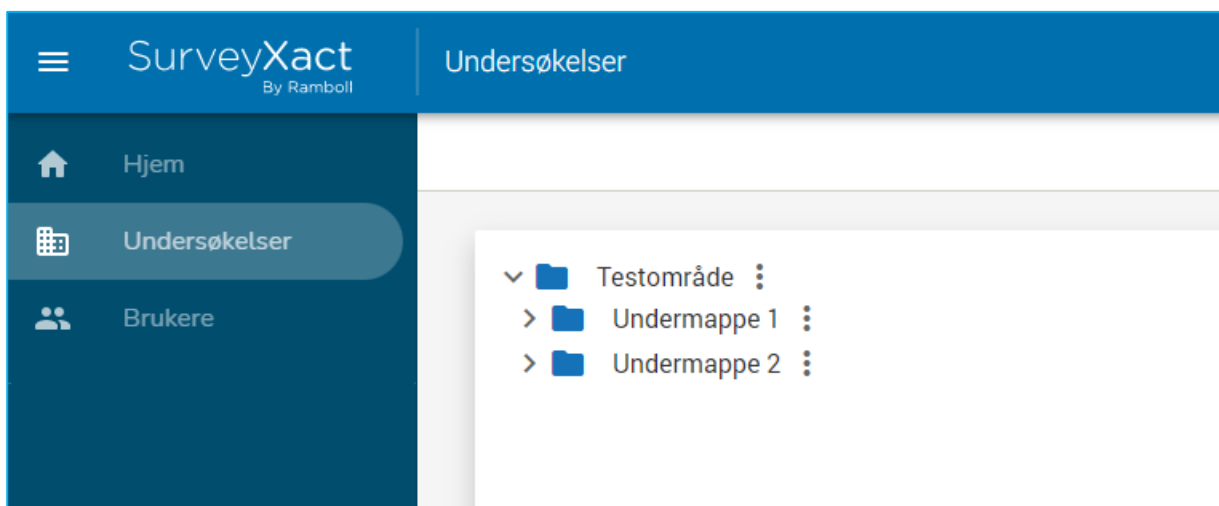 SurveyXact
By Ramboll
Undersøkelser
Hjem
Undersøkelser
Brukere
Testområde
Undermappe 1
Undermappe 2